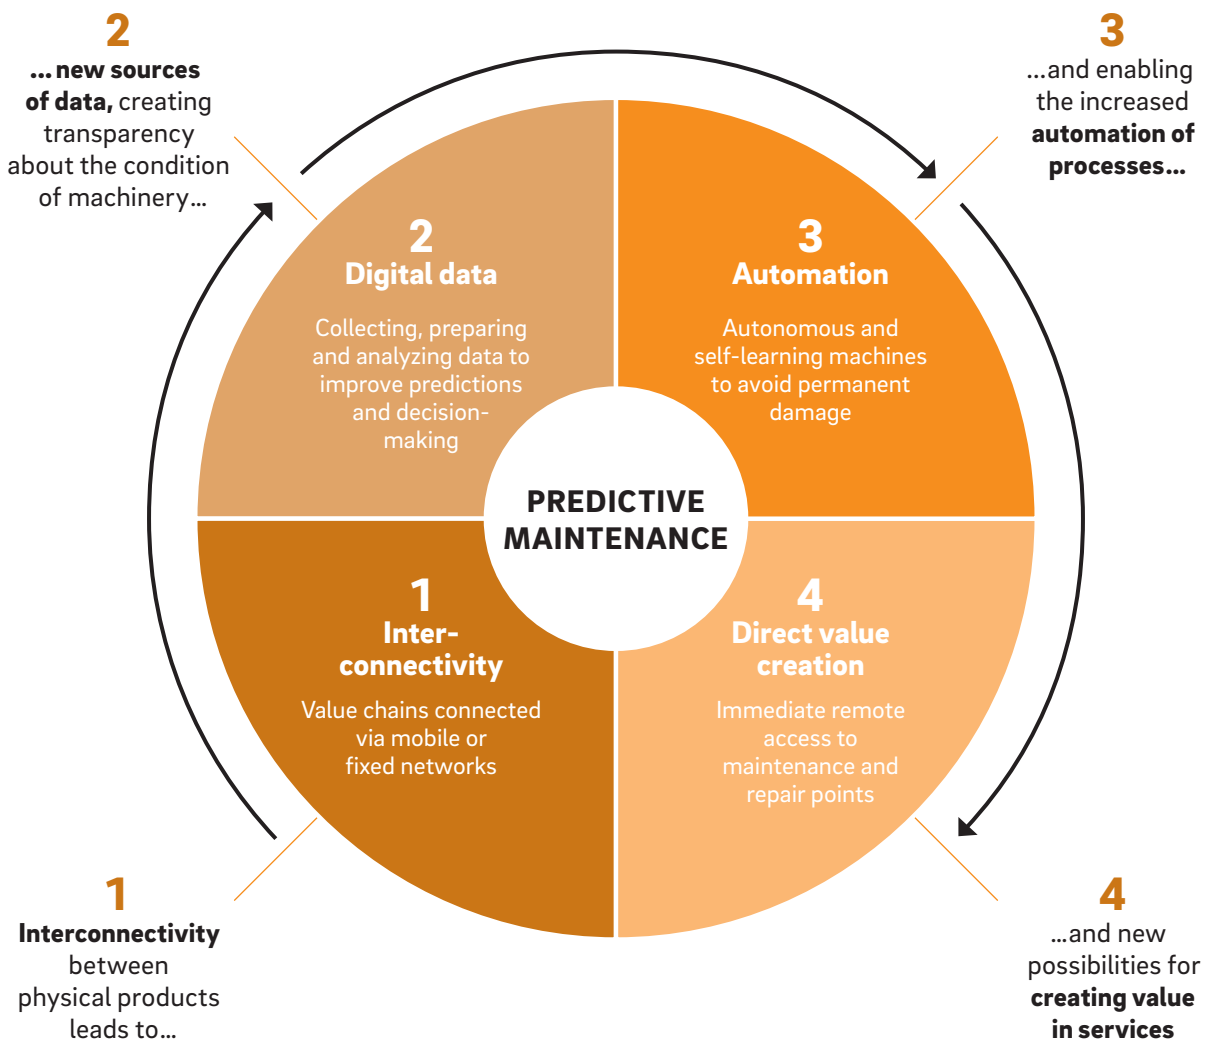 2
...new sources
of data, creating
transparency
about the condition
of machinery...
3
...and enabling
the increased
automation of
processes...
2
Digital data
Collecting, preparing
and analyzing data to
improve predictions
and decision-
making
3
Automation
Autonomous and
self-learning machines
to avoid permanent
damage
PREDICTIVE
MAINTENANCE
1
Inter-
connectivity
Value chains connected
via mobile or
fixed networks
4
Direct value
creation
Immediate remote
access to
maintenance and
repair points
1
Interconnectivity
between
physical products
leads to...
4
...and new
possibilities for
creating value
in services